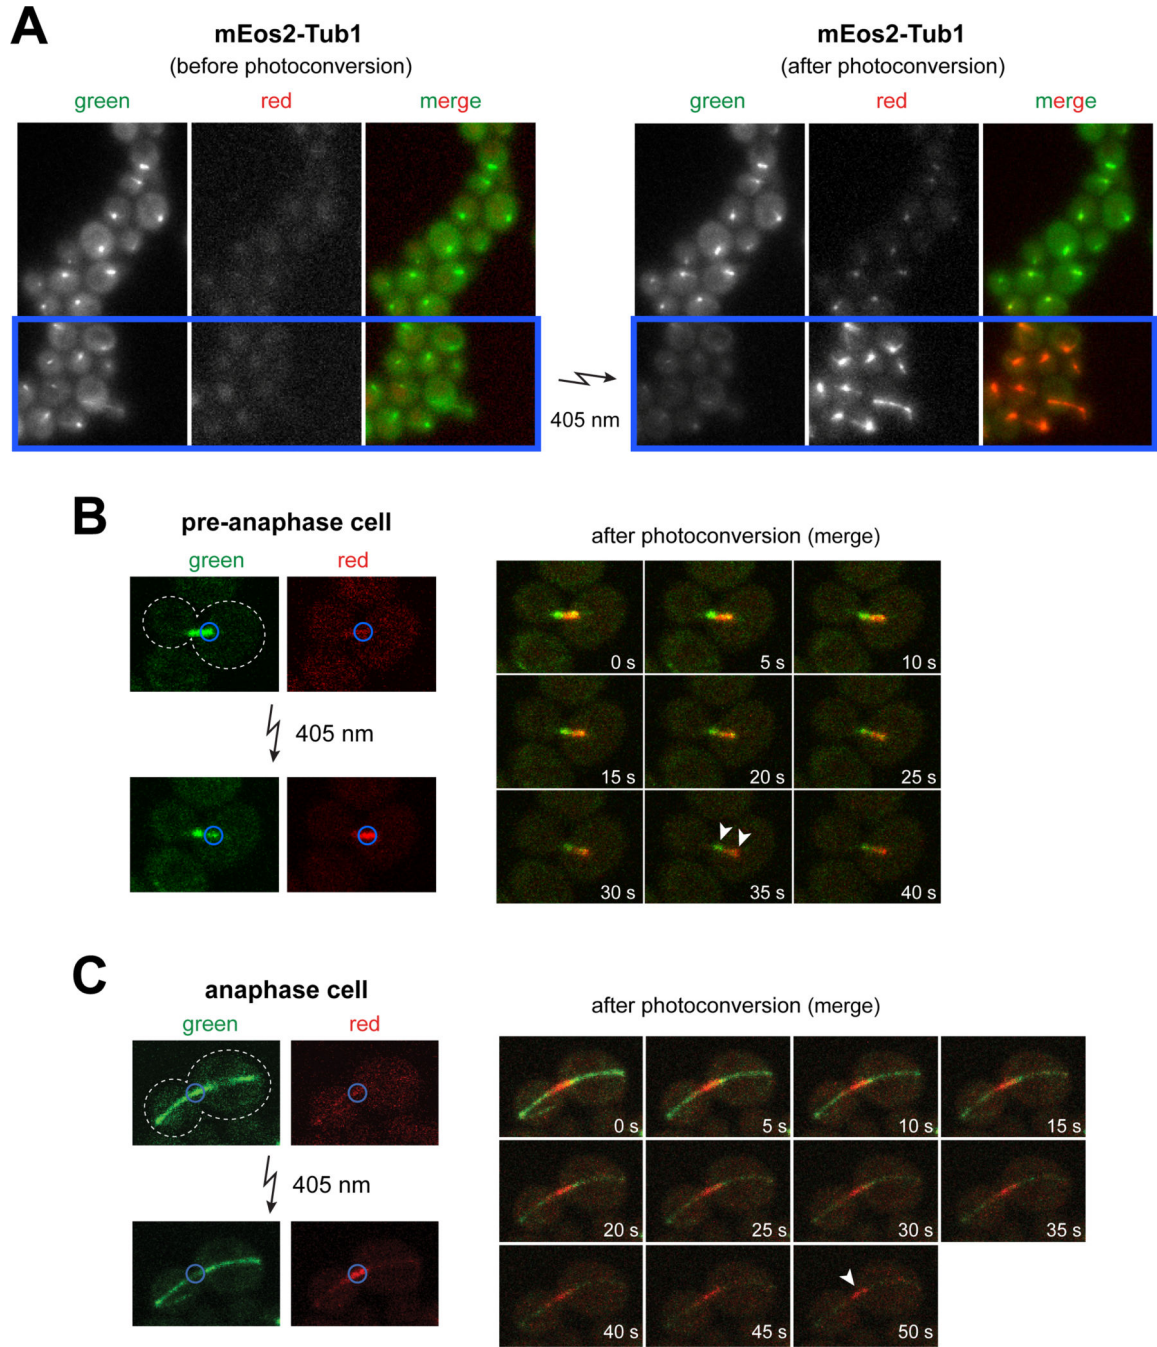 A
mEos2-Tub1
(before photoconversion)
green red merge
mEos2-Tub1
(after photoconversion)
green red merge
405 nm
B
pre-anaphase cell
green red
405 nm
after photoconversion (merge)
0 s 5 s 10 s
15 s 20 s 25 s
30 s 35 s 40 s
C
anaphase cell
green red
405 nm
after photoconversion (merge)
0 s 5 s 10 s 15 s
20 s 25 s 30 s 35 s
40 s 45 s 50 s